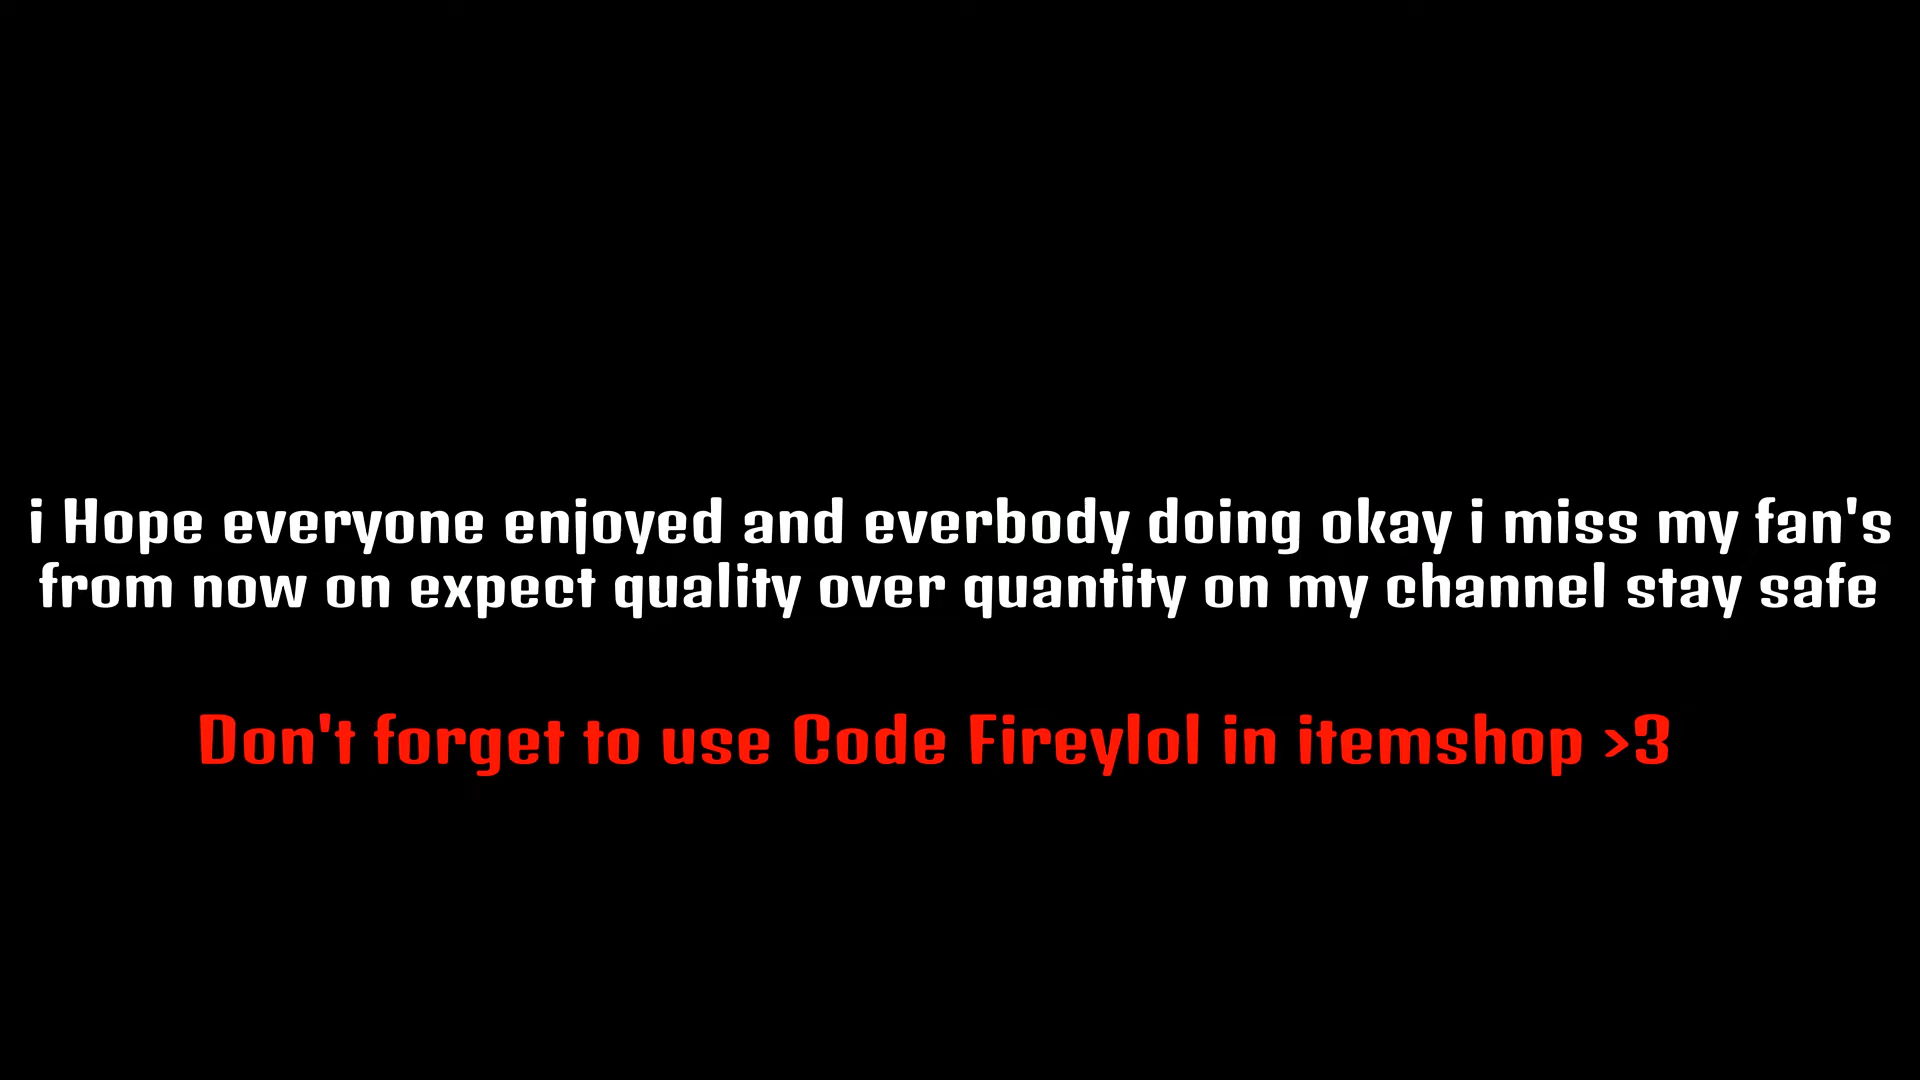 i Hope everyone enjoyed and everbody doing okay i miss my fan's
from now on expect quality over quantity on my channel stay safe
Don't forget to use Code Fireylol in itemshop >3